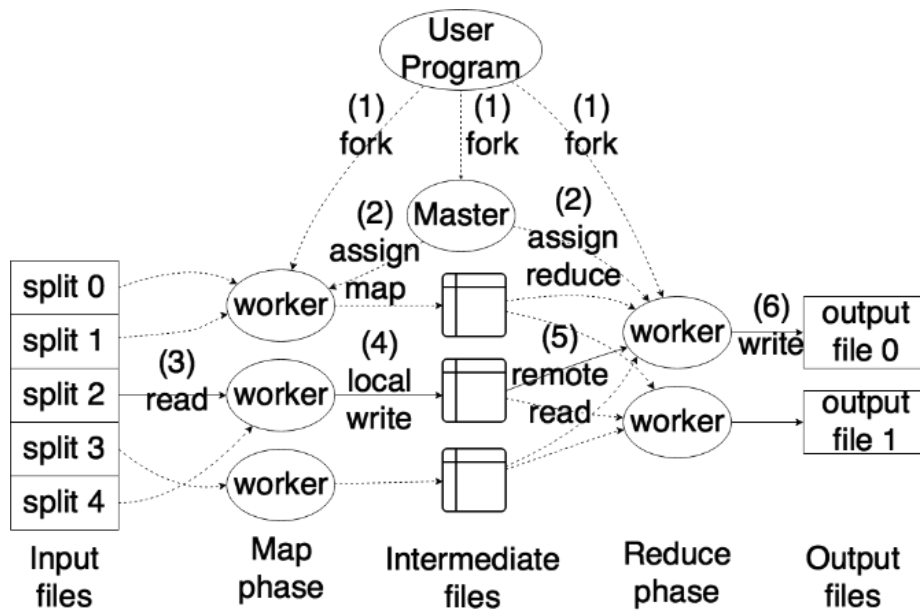 User
Program
(1)
fork
(1)
fork
(1)
fork
Master
(2)
assign
map
(2)
assign
reduce
split 0
split 1
split 2
split 3
split 4
(3)
read
worker
worker
worker
(4)
local
write
(5)
remote
read
worker
worker
(6)
write
output
file 0
output
file 1
Input
files
Map
phase
Intermediate
files
Reduce
phase
Output
files